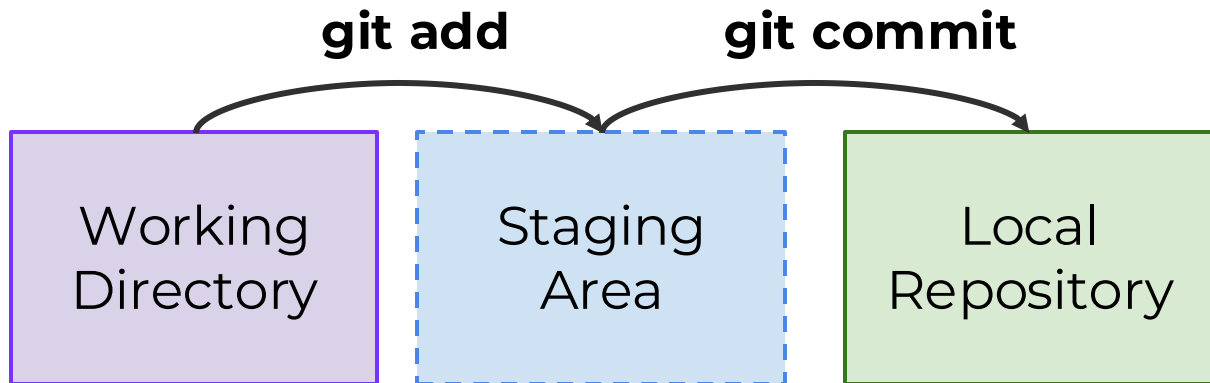 git add
git commit
Working
Directory
Staging
Area
Local
Repository